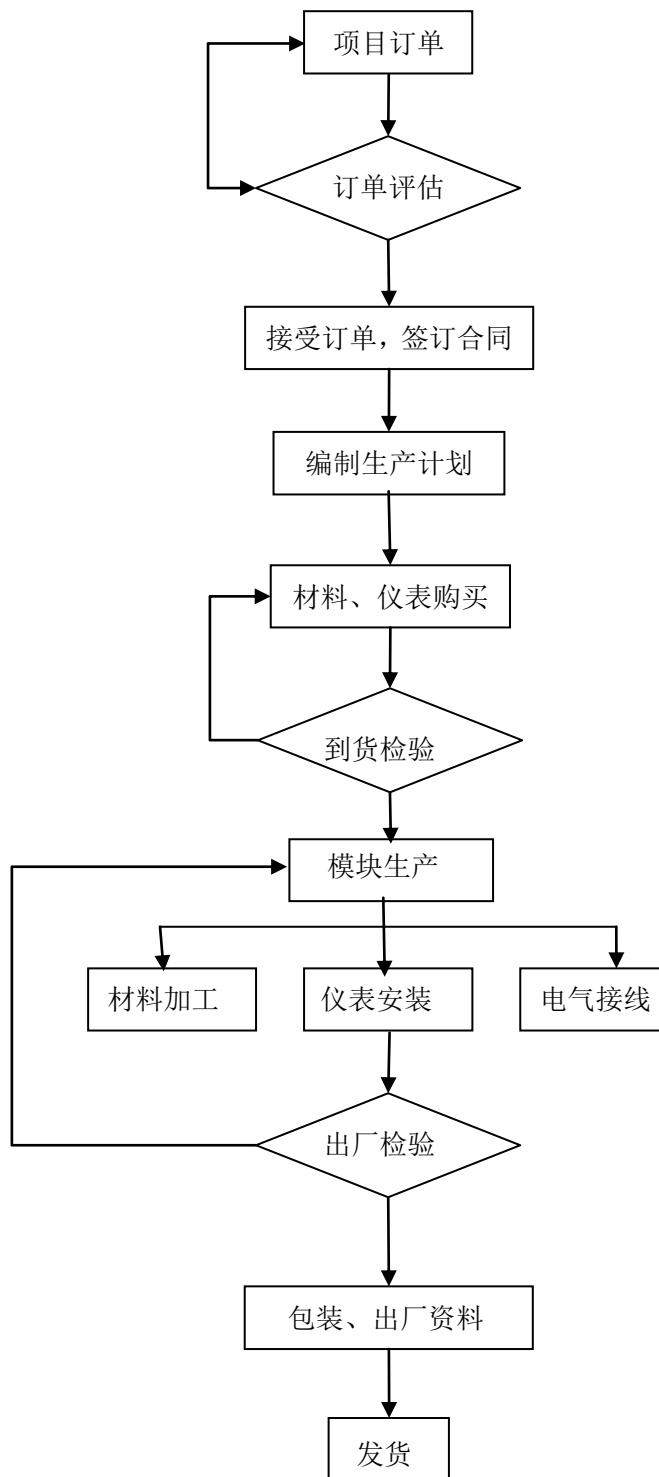 项目订单
订单评估
接受订单，签订合同
编制生产计划
材料、仪表购买
到货检验
模块生产
材料加工
仪表安装
电气接线
出厂检验
包装、出厂资料
发货